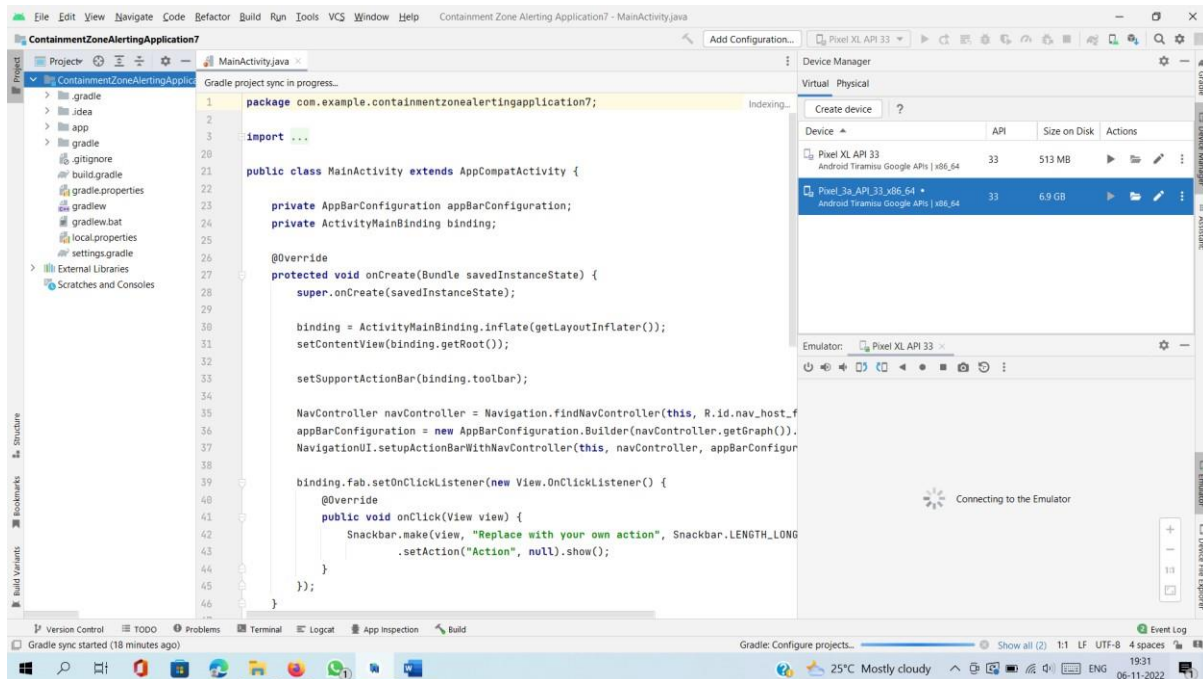 File Edit View Navigate Code Refactor Build Run Tools VCS Window Help Containment Zone Alerting Application7 - MainActivity.java
ContainmentZoneAlertingApplication7 Add Configuration... Pixel XL API 33
Project MainActivity.java Device Manager
ContainmentZoneAlertingApplica Gradle project sync in progress... Virtual Physical
.gradle
.idea
app
gradle
.gitignore
build.gradle
gradle.properties
gradlew
gradlew.bat
local.properties
settings.gradle
External Libraries
Scratches and Consoles
Indexing...
1 package com.example.containmentzonealertingapplication7;
2
3 import ...
20
21 public class MainActivity extends AppCompatActivity {
22
23 private AppBarConfiguration appBarConfiguration;
24 private ActivityMainBinding binding;
25
26 @Override
27 protected void onCreate(Bundle savedInstanceState) {
28 super.onCreate(savedInstanceState);
29
30 binding = ActivityMainBinding.inflate(getLayoutInflater());
31 setContentView(binding.getRoot());
32
33 setSupportActionBar(binding.toolbar);
34
35 NavController navController = Navigation.findNavController(this, R.id.nav_host_f
36 appBarConfiguration = new AppBarConfiguration.Builder(navController.getGraph()).
37 NavigationUI.setupActionBarWithNavController(this, navController, appBarConfigur
38
39 binding.fab.setOnClickListener(new View.OnClickListener() {
40 @Override
41 public void onClick(View view) {
42 Snackbar.make(view, "Replace with your own action", Snackbar.LENGTH_LONG
43 .setAction("Action", null).show();
44 }
45 });
46 }
Create device ?
Device API Size on Disk Actions
Pixel XL API 33 33 513 MB
Android Tiramisu Google APIs | x86_64
Pixel_3a_API_33_x86_64 33 6.9 GB
Android Tiramisu Google APIs | x86_64
Emulator: Pixel XL API 33
Connecting to the Emulator
1:1
Project
Structure
Bookmarks
Build Variants
Gradle
Device Manager
Assistant
Emulator
Device File Explorer
Version Control TODO Problems Terminal Logcat App Inspection Build Event Log
Gradle sync started (18 minutes ago) Gradle: Configure projects... Show all (2) 1:1 LF UTF-8 4 spaces
25°C Mostly cloudy ENG 19:31
06-11-2022